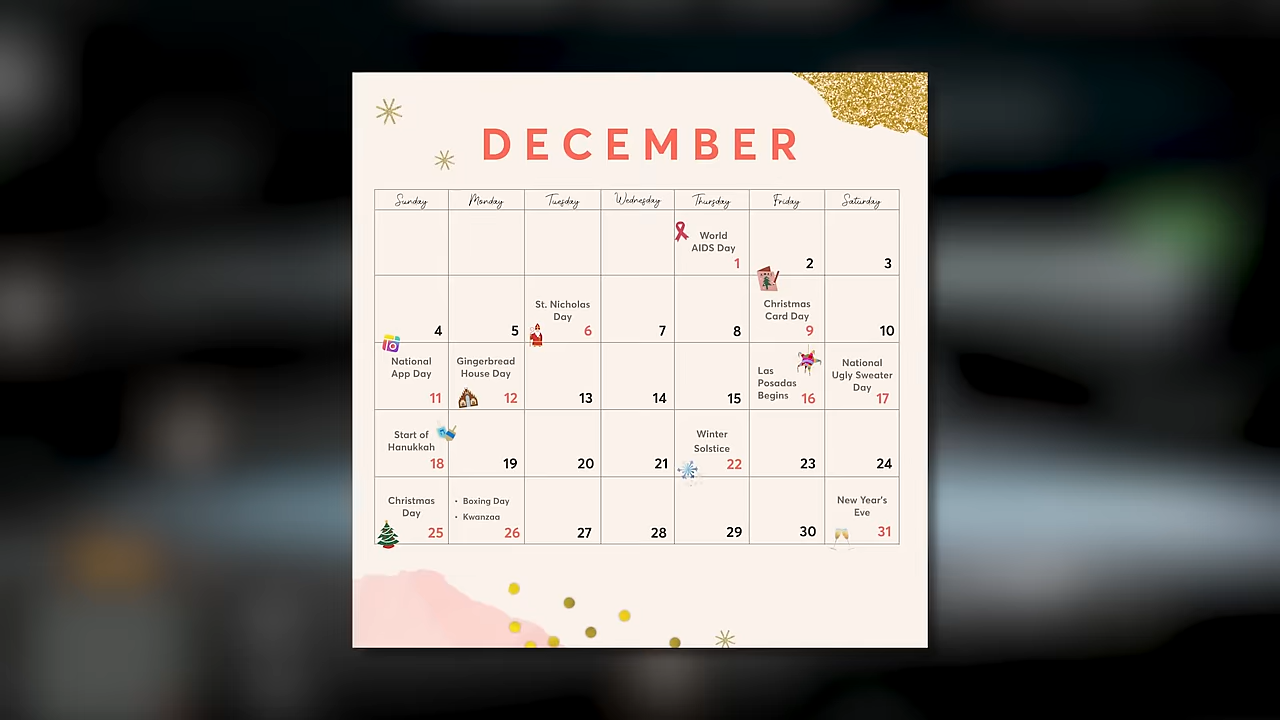 DECEMBER
Sunday Monday Tuesday Wednesday Thursday Friday Saturday
World
AIDS Day
1 2 3
St. Nicholas
Day
Christmas
Card Day
4 5 6 7 8 9 10
National
App Day
Gingerbread
House Day
Las
Posadas
Begins
National
Ugly Sweater
Day
11 12 13 14 15 16 17
Start of
Hanukkah
Winter
Solstice
18 19 20 21 22 23 24
Christmas
Day
• Boxing Day
• Kwanzaa
New Year's
Eve
25 26 27 28 29 30 31